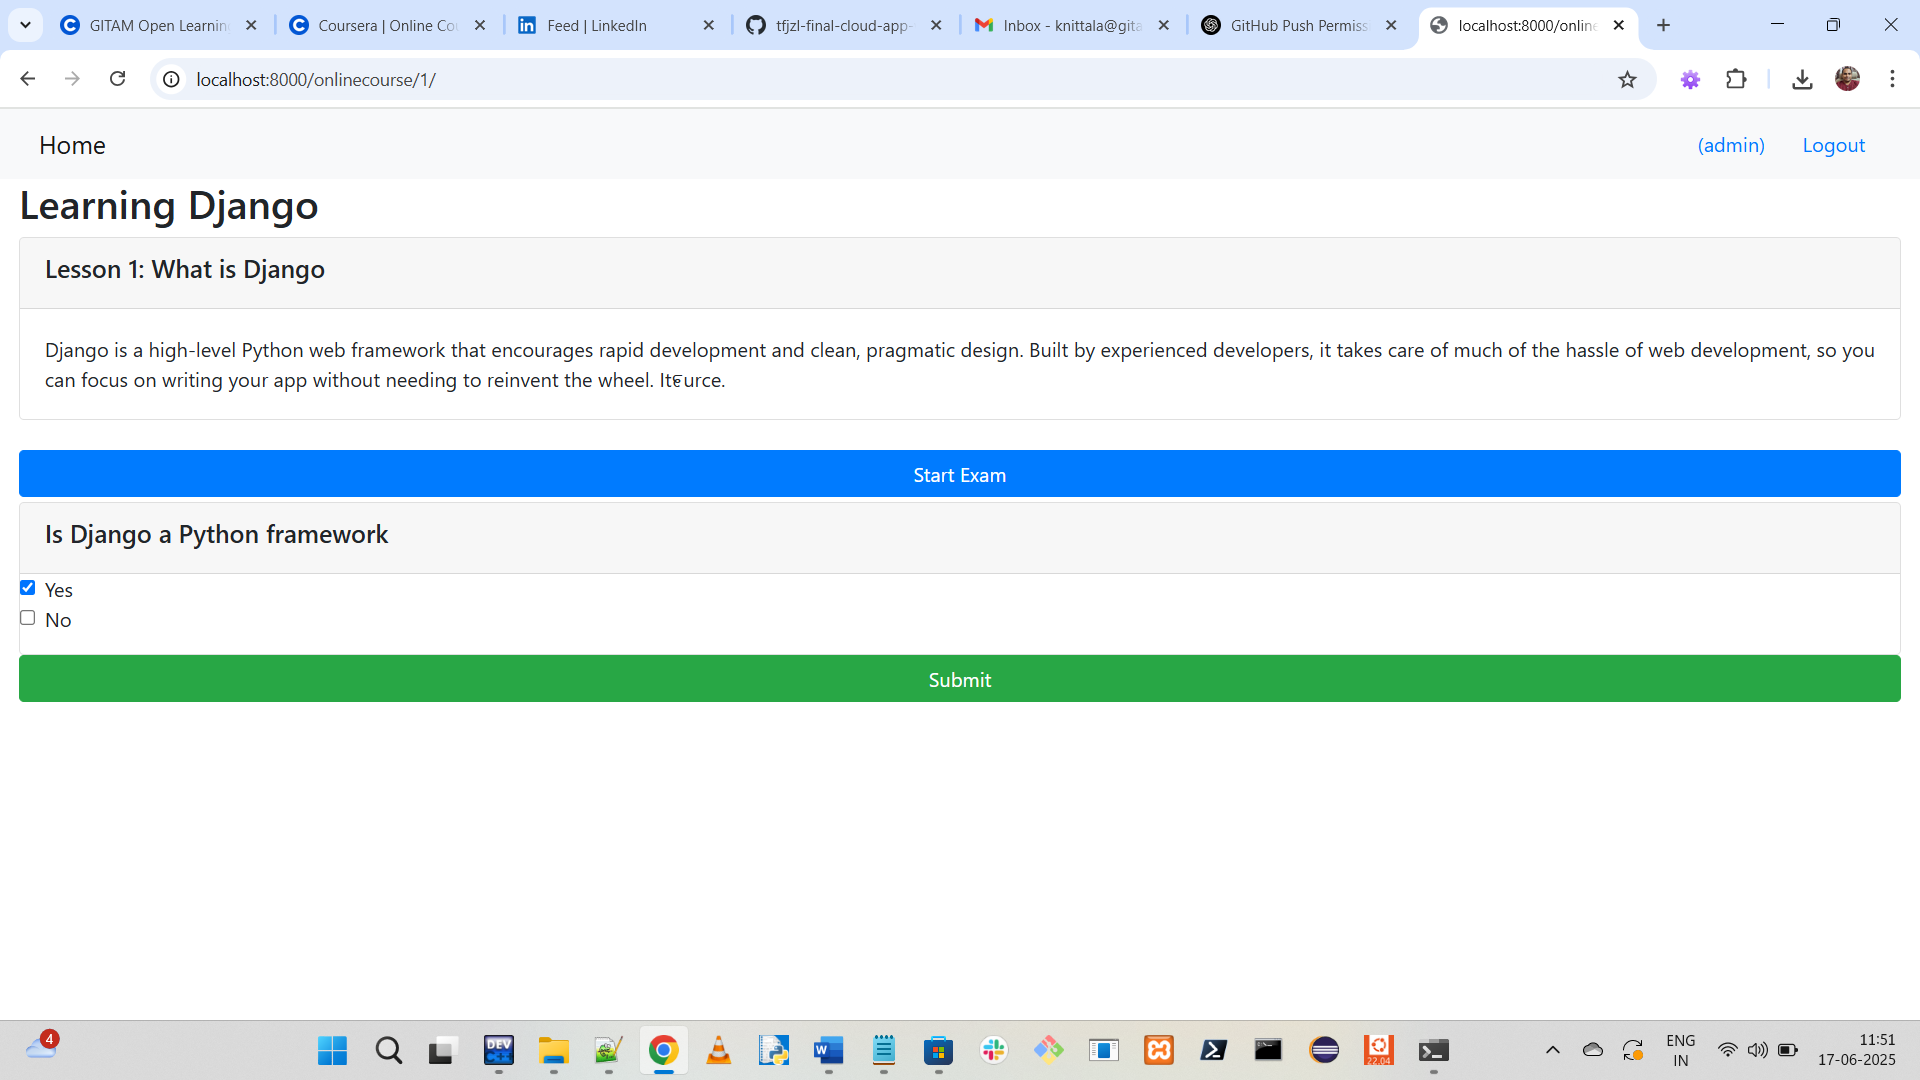 GITAM Open Learnin
Coursera | Online Co
Feed | LinkedIn
tfjzl-final-cloud-app-
Inbox - knittala@gita
GitHub Push Permiss
localhost:8000/online
localhost:8000/onlinecourse/1/
Home
(admin)
Logout
Learning Django
Lesson 1: What is Django
Django is a high-level Python web framework that encourages rapid development and clean, pragmatic design. Built by experienced developers, it takes care of much of the hassle of web development, so you
can focus on writing your app without needing to reinvent the wheel. urce.
Start Exam
Is Django a Python framework
Yes
No
Submit
4
DEV
C++
W
22.04
ENG
IN
11:51
17-06-2025